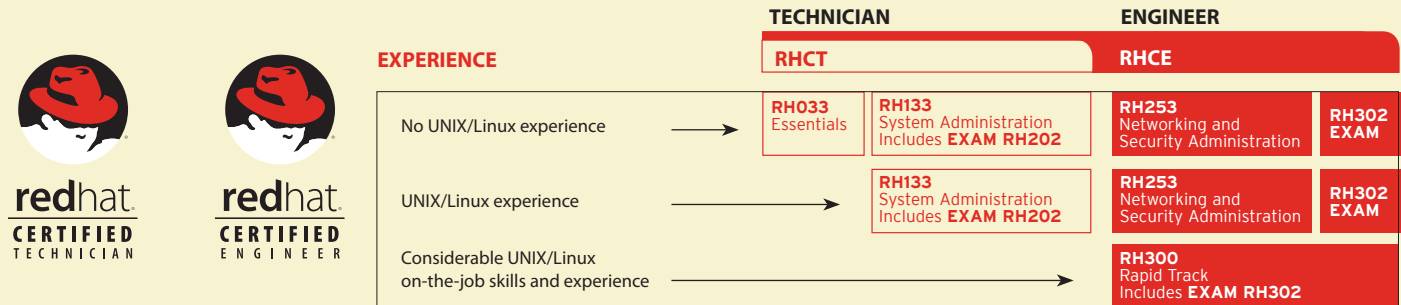 TECHNICIAN
ENGINEER
EXPERIENCE
RHCT
RHCE
No UNIX/Linux experience
RH033
Essentials
RH133
System Administration
Includes EXAM RH202
RH253
Networking and
Security Administration
RH302
EXAM
UNIX/Linux experience
RH133
System Administration
Includes EXAM RH202
RH253
Networking and
Security Administration
RH302
EXAM
Considerable UNIX/Linux
on-the-job skills and experience
RH300
Rapid Track
Includes EXAM RH302
redhat.
CERTIFIED
TECHNICIAN
redhat.
CERTIFIED
ENGINEER